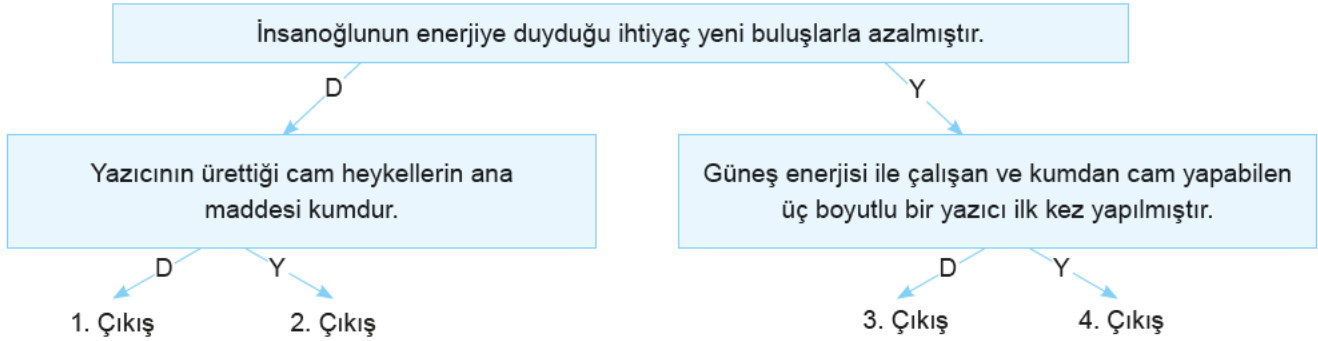 İnsanoğlunun enerjiye duyduğu ihtiyaç yeni buluşlarla azalmıştır.
D
Y
Yazıcının ürettiği cam heykellerin ana
maddesi kumdur.
Güneş enerjisi ile çalışan ve kumdan cam yapabilen
üç boyutlu bir yazıcı ilk kez yapılmıştır.
D
Y
D
Y
1. Çıkış
2. Çıkış
3. Çıkış
4. Çıkış